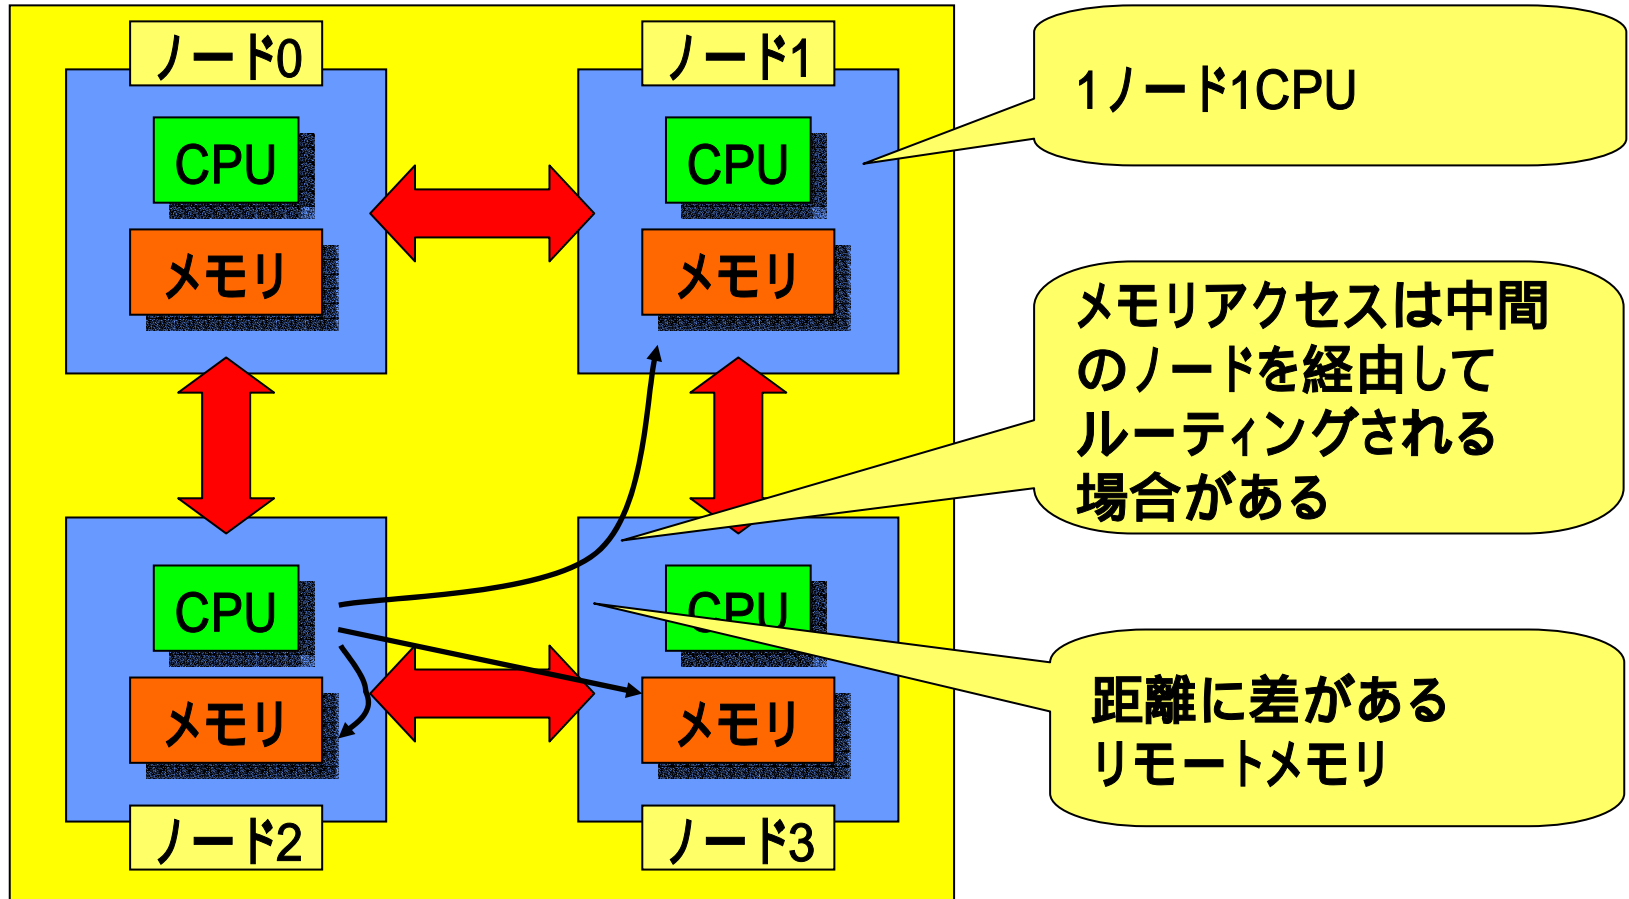 ノード0
ノード1
CPU
メモリ
CPU
メモリ
1ノード1CPU
メモリアクセスは中間
のノードを経由して
ルーティングされる
場合がある
CPU
メモリ
CPU
メモリ
距離に差がある
リモートメモリ
ノード2
ノード3